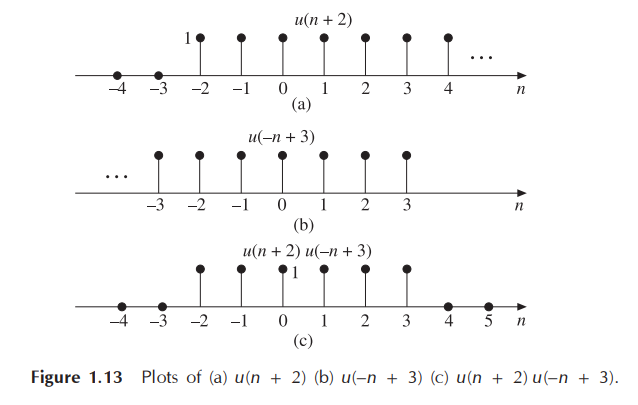 u(n + 2)
1
...
–4 –3 –2 –1 0 1 2 3 4 n
(a)
u(–n + 3)
...
–3 –2 –1 0 1 2 3 n
(b)
u(n + 2) u(–n + 3)
1
–4 –3 –2 –1 0 1 2 3 4 5 n
(c)
Figure 1.13 Plots of (a) u(n + 2) (b) u(–n + 3) (c) u(n + 2) u(–n + 3).